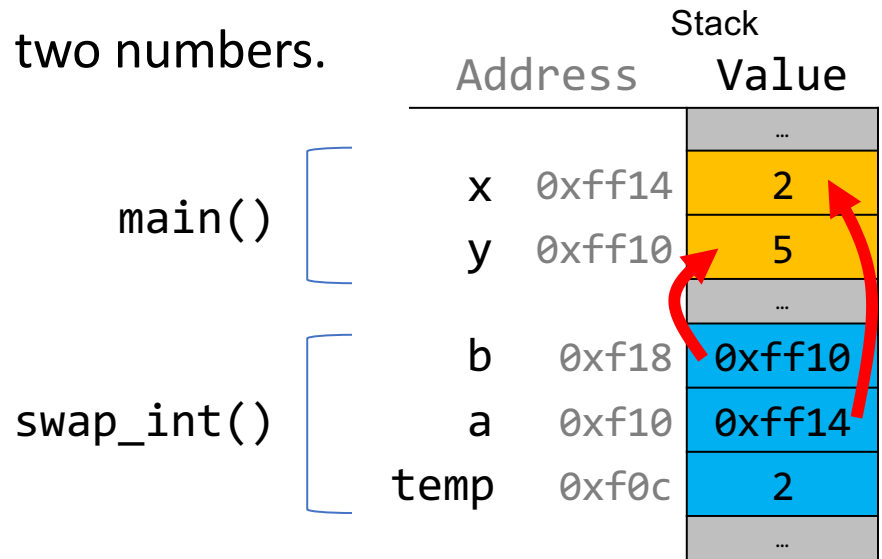 Stack
two numbers.
Address Value
…
x 0xff14 2
main()
y 0xff10 5
…
b 0xf18 0xff10
swap_int() a 0xf10 0xff14
temp 0xf0c 2
…